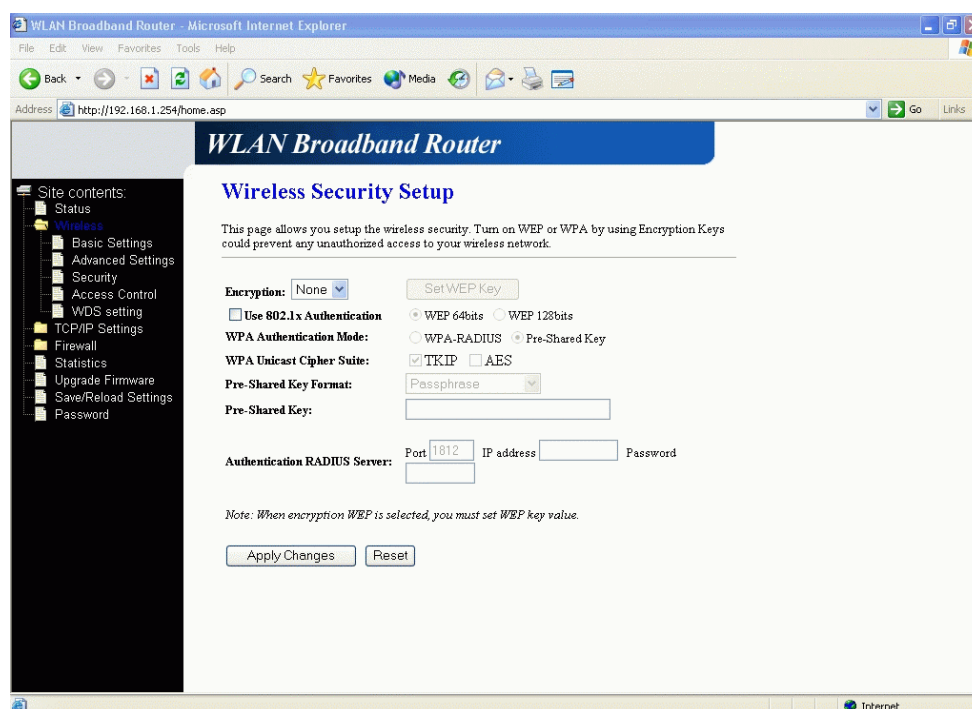 WLAN Broadband Router - Microsoft Internet Explorer
File Edit View Favorites Tools Help
Back Search Favorites Media
Address http://192.168.1.254/home.asp Go Links
WLAN Broadband Router
Site contents:
Status
Wireless
Basic Settings
Advanced Settings
Security
Access Control
WDS setting
TCP/IP Settings
Firewall
Statistics
Upgrade Firmware
Save/Reload Settings
Password
Wireless Security Setup
This page allows you setup the wireless security. Turn on WEP or WPA by using Encryption Keys
could prevent any unauthorized access to your wireless network.
Encryption: None Set WEP Key
Use 802.1x Authentication WEP 64bits WEP 128bits
WPA Authentication Mode: WPA-RADIUS Pre-Shared Key
WPA Unicast Cipher Suite: TKIP AES
Pre-Shared Key Format: Passphrase
Pre-Shared Key:
Authentication RADIUS Server: Port 1812 IP address Password
Note: When encryption WEP is selected, you must set WEP key value.
Apply Changes Reset
Internet